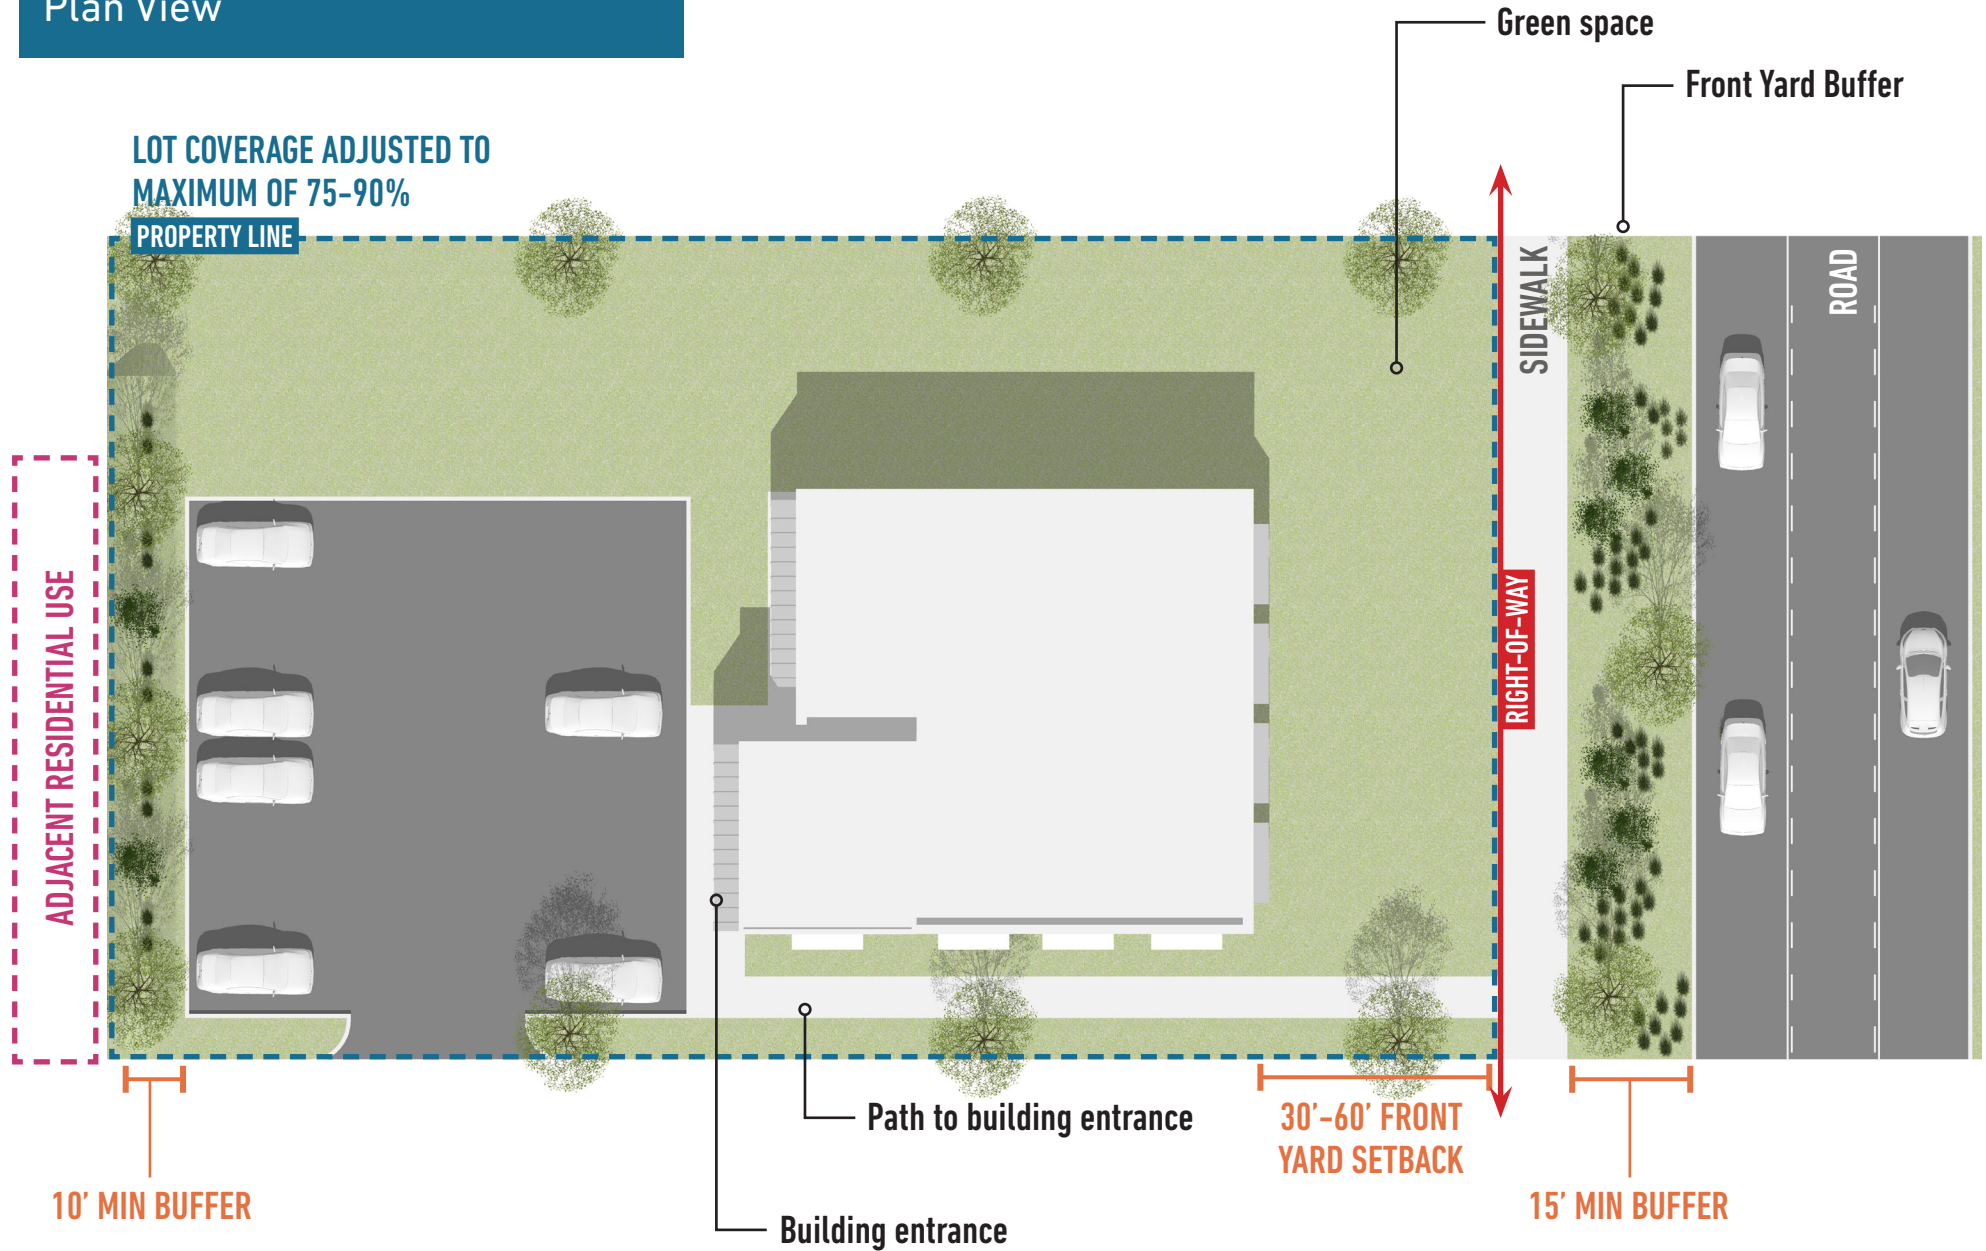 Plan View
Green space
Front Yard Buffer
LOT COVERAGE ADJUSTED TO
MAXIMUM OF 75-90%
PROPERTY LINE
SIDEWALK
ROAD
ADJACENT RESIDENTIAL USE
RIGHT-OF-WAY
Path to building entrance
30'-60' FRONT
YARD SETBACK
10' MIN BUFFER
15' MIN BUFFER
Building entrance